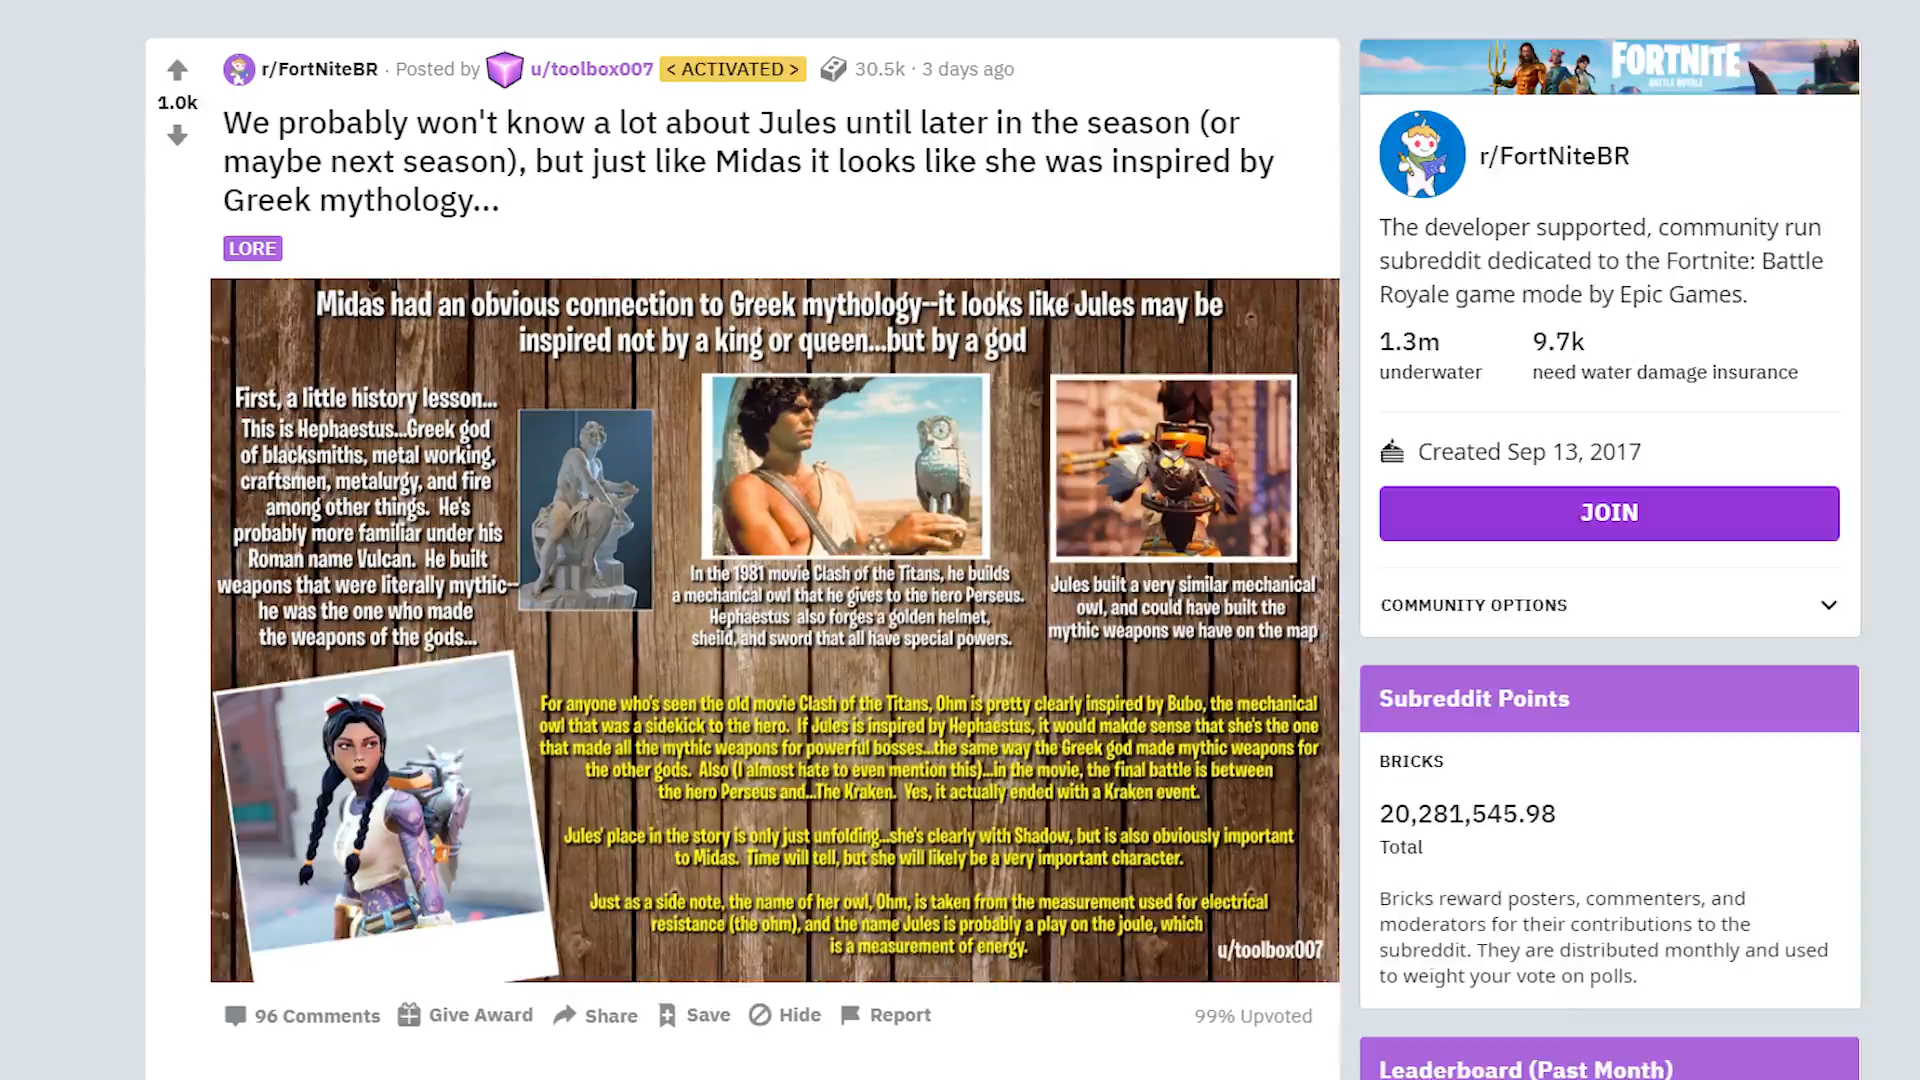 r/FortNiteBR · Posted by u/toolbox007 < ACTIVATED > 30.5k · 3 days ago
1.0k
We probably won't know a lot about Jules until later in the season (or
maybe next season), but just like Midas it looks like she was inspired by
Greek mythology...
LORE
Midas had an obvious connection to Greek mythology--it looks like Jules may be
inspired not by a king or queen...but by a god
First, a little history lesson...
This is Hephaestus...Greek god
of blacksmiths, metal working,
craftsmen, metalurgy, and fire
among other things. He's
probably more familiar under his
Roman name Vulcan. He built
weapons that were literally mythic--
he was the one who made
the weapons of the gods...
In the 1981 movie Clash of the Titans, he builds
a mechanical owl that he gives to the hero Perseus.
Hephaestus also forges a golden helmet,
sheild, and sword that all have special powers.
Jules built a very similar mechanical
owl, and could have built the
mythic weapons we have on the map
For anyone who's seen the old movie Clash of the Titans, Ohm is pretty clearly inspired by Bubo, the mechanical
owl that was a sidekick to the hero. If Jules is inspired by Hephaestus, it would makde sense that she's the one
that made all the mythic weapons for powerful bosses...the same way the Greek god made mythic weapons for
the other gods. Also (I almost hate to even mention this)...in the movie, the final battle is between
the hero Perseus and...The Kraken. Yes, it actually ended with a Kraken event.
Jules' place in the story is only just unfolding...she's clearly with Shadow, but is also obviously important
to Midas. Time will tell, but she will likely be a very important character.
Just as a side note, the name of her owl, Ohm, is taken from the measurement used for electrical
resistance (the ohm), and the name Jules is probably a play on the joule, which
is a measurement of energy.
u/toolbox007
96 Comments Give Award Share Save Hide Report 99% Upvoted
FORTNITE
BATTLE ROYALE
r/FortNiteBR
The developer supported, community run
subreddit dedicated to the Fortnite: Battle
Royale game mode by Epic Games.
1.3m 9.7k
underwater need water damage insurance
Created Sep 13, 2017
JOIN
COMMUNITY OPTIONS
Subreddit Points
BRICKS
20,281,545.98
Total
Bricks reward posters, commenters, and
moderators for their contributions to the
subreddit. They are distributed monthly and used
to weight your vote on polls.
Leaderboard (Past Month)